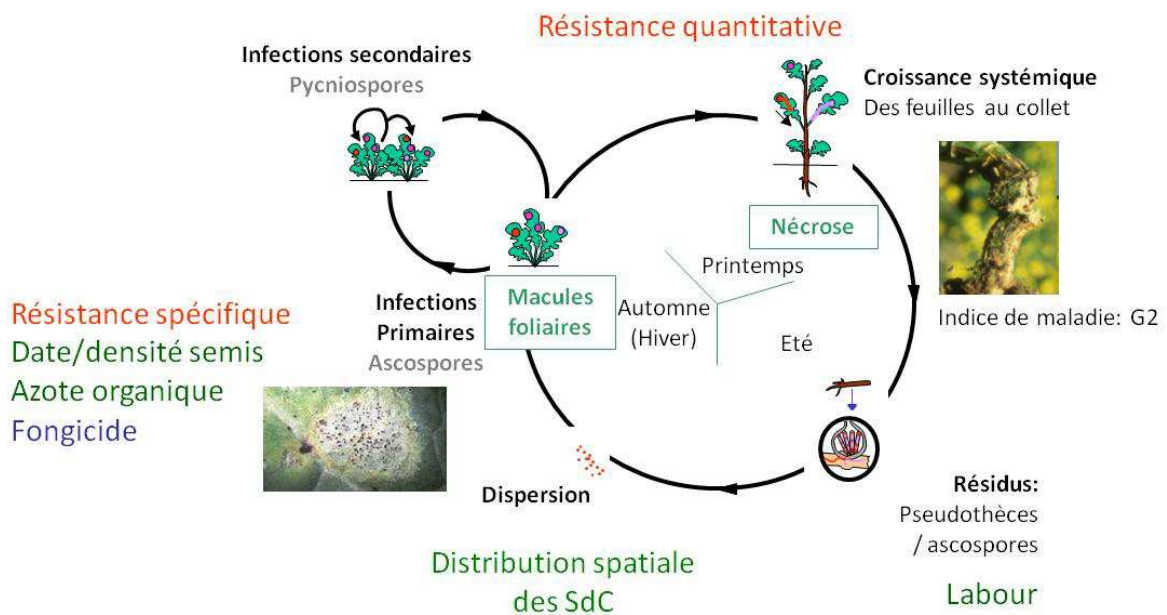 Résistance quantitative
Infections secondaires
Pycniospores
Croissance systémique
Des feuilles au collet
Nécrose
Printemps
Automne
(Hiver)
Eté
Indice de maladie: G2
Infections
Primaires
Ascospores
Macules
foliaires
Résistance spécifique
Date/densité semis
Azote organique
Fongicide
Dispersion
Résidus:
Pseudothèces
/ ascospores
Distribution spatiale
des SdC
Labour